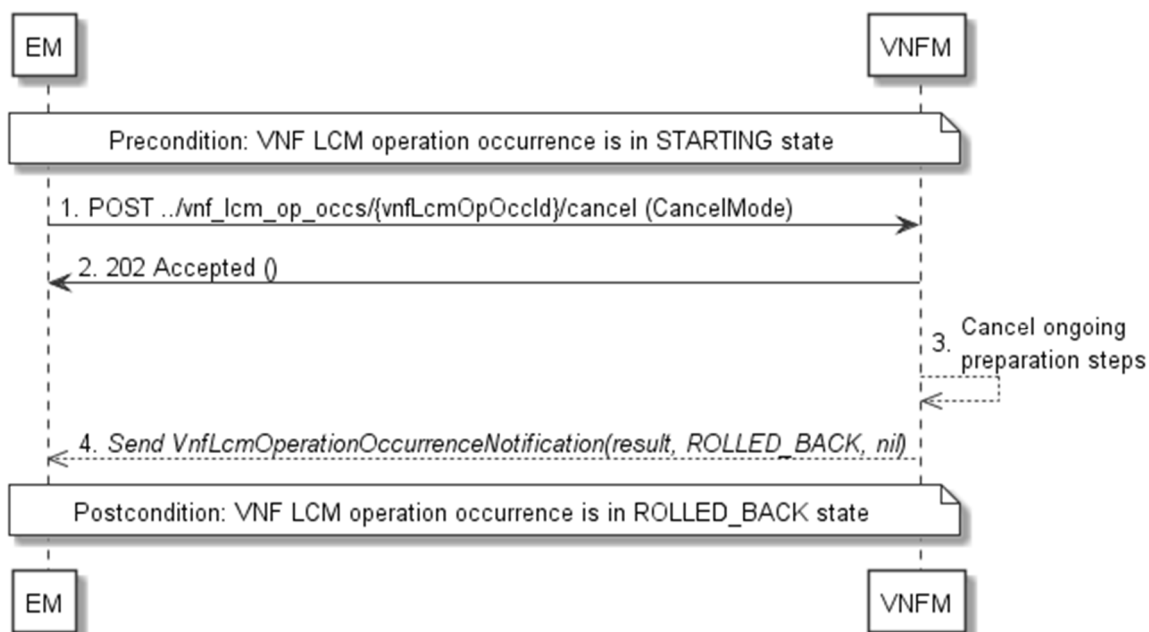 EM
VNFM
Precondition: VNF LCM operation occurrence is in STARTING state
1. POST ../vnf_lcm_op_occs/{vnfLcmOpOccId}/cancel (CancelMode)
2. 202 Accepted ()
3. Cancel ongoing
preparation steps
4. Send VnfLcmOperationOccurrenceNotification(result, ROLLED_BACK, nil)
Postcondition: VNF LCM operation occurrence is in ROLLED_BACK state
EM
VNFM